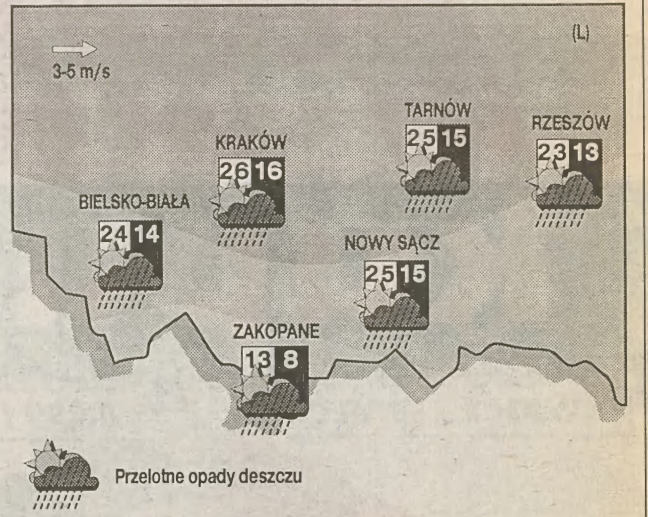 (L)
3-5 m/s
TARNÓW
25 15
RZESZÓW
23 13
KRAKÓW
26 16
BIELSKO-BIAŁA
24 14
NOWY SĄCZ
25 15
ZAKOPANE
13 8
Przelotne opady deszczu